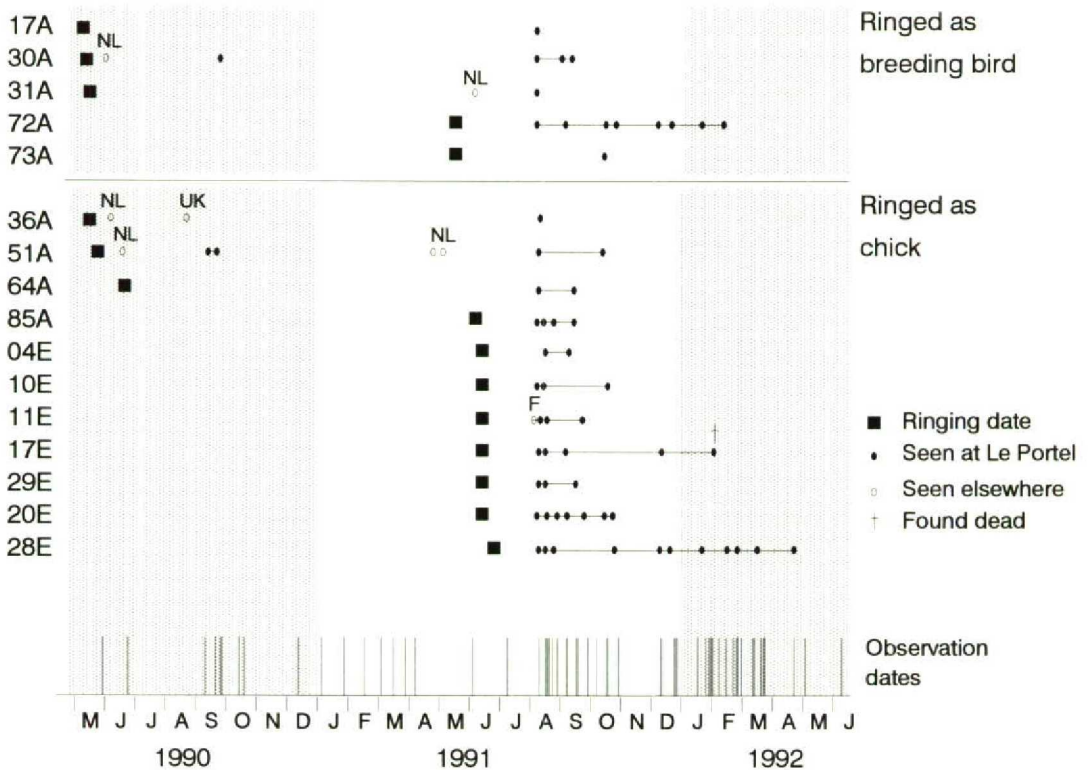 17A
NL
30A
NL
31A
72A
73A
Ringed as
breeding bird
NL
UK
36A
NL
NL
51A
64A
85A
04E
10E
F
11E
†
17E
29E
20E
28E
Ringed as
chick
Ringing date
Seen at Le Portel
Seen elsewhere
† Found dead
Observation
dates
M J J A S O N D J F M A M J J A S O N D J F M A M J
1990 1991 1992